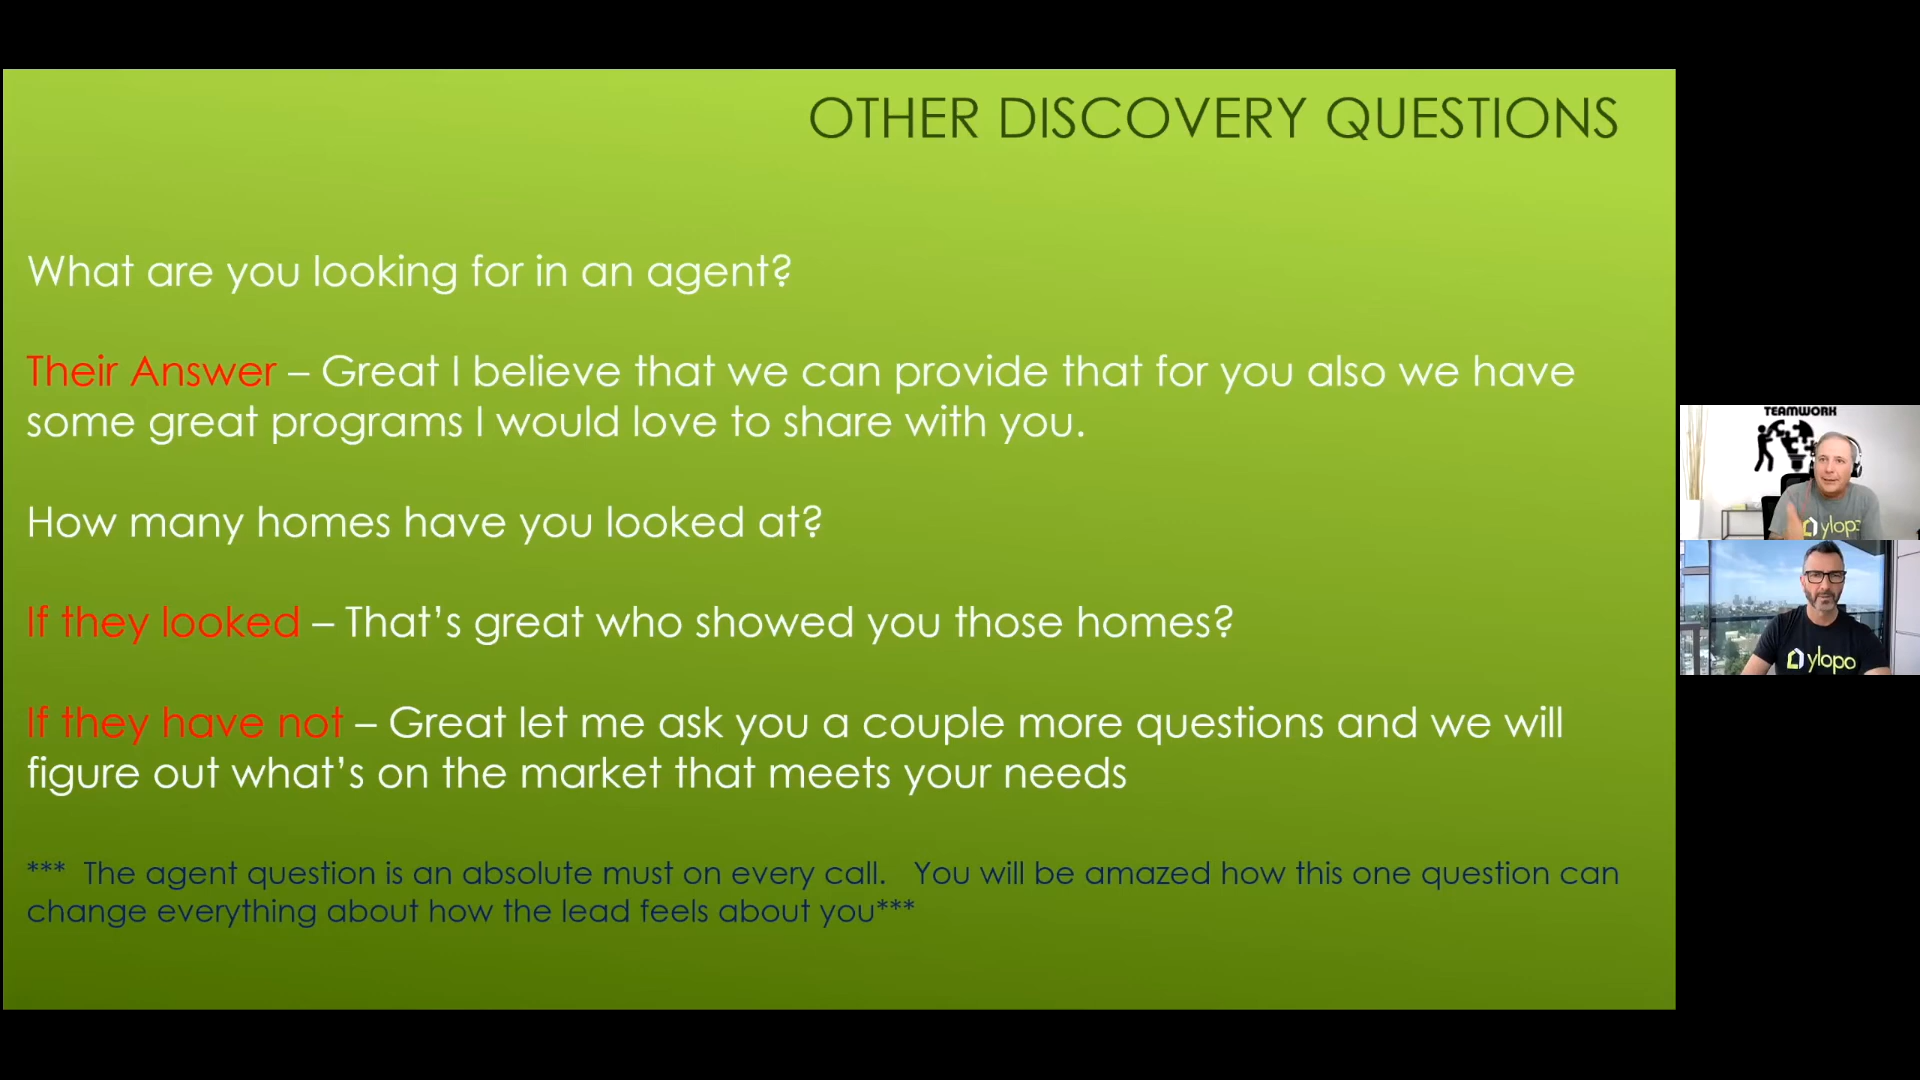 OTHER DISCOVERY QUESTIONS
What are you looking for in an agent?
Their Answer – Great I believe that we can provide that for you also we have
some great programs I would love to share with you.
How many homes have you looked at?
If they looked – That's great who showed you those homes?
If they have not – Great let me ask you a couple more questions and we will
figure out what's on the market that meets your needs
*** The agent question is an absolute must on every call. You will be amazed how this one question can
change everything about how the lead feels about you***
TEAMWORK
ylopo
ylopo